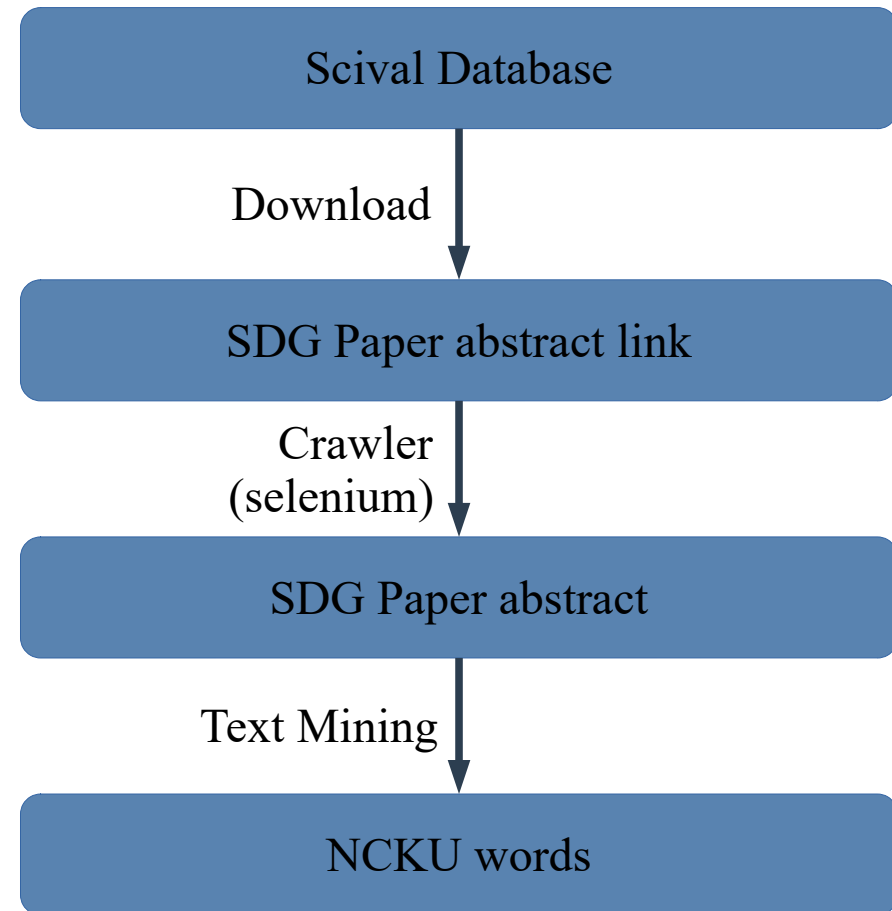 Scival Database
Download
SDG Paper abstract link
Crawler
(selenium)
SDG Paper abstract
Text Mining
NCKU words